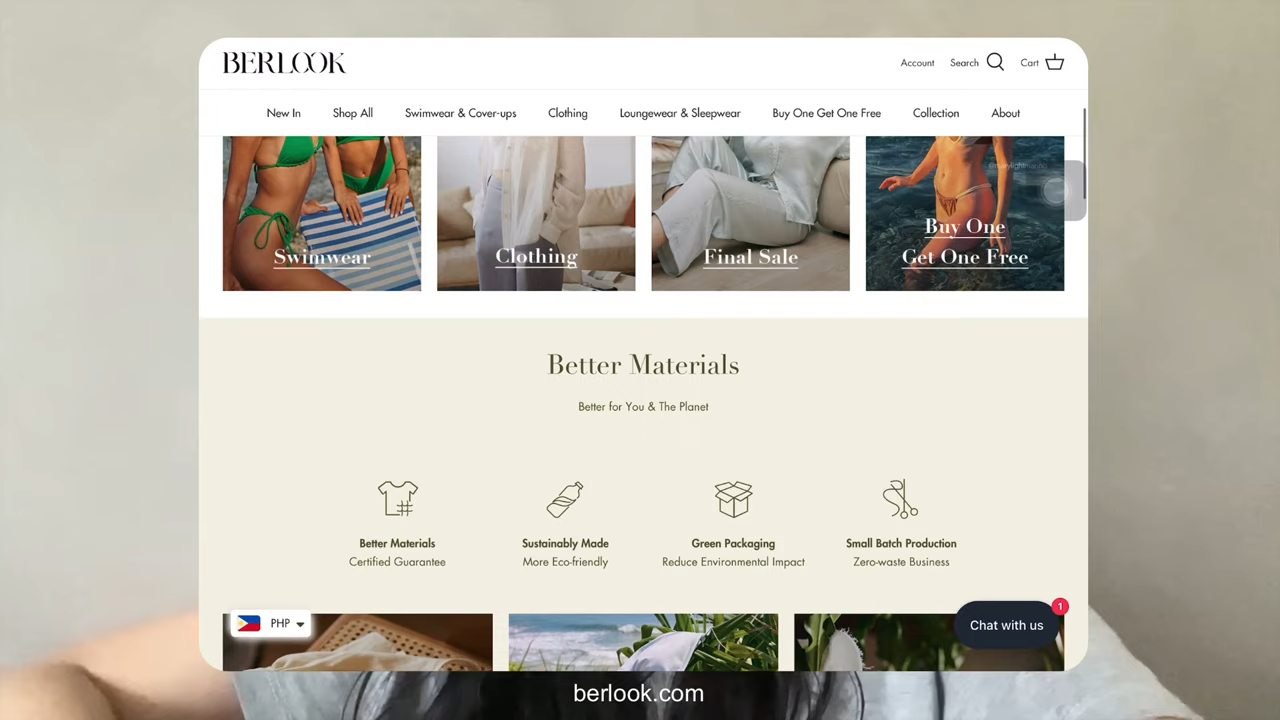 BERLOOK
Account Search Cart
New In Shop All Swimwear & Cover-ups Clothing Loungewear & Sleepwear Buy One Get One Free Collection About
Swimwear
Clothing
Final Sale
Buy One
Get One Free
Better Materials
Better for You & The Planet
Better Materials
Certified Guarantee
Sustainably Made
More Eco-friendly
Green Packaging
Reduce Environmental Impact
Small Batch Production
Zero-waste Business
PHP
1
Chat with us
berlook.com